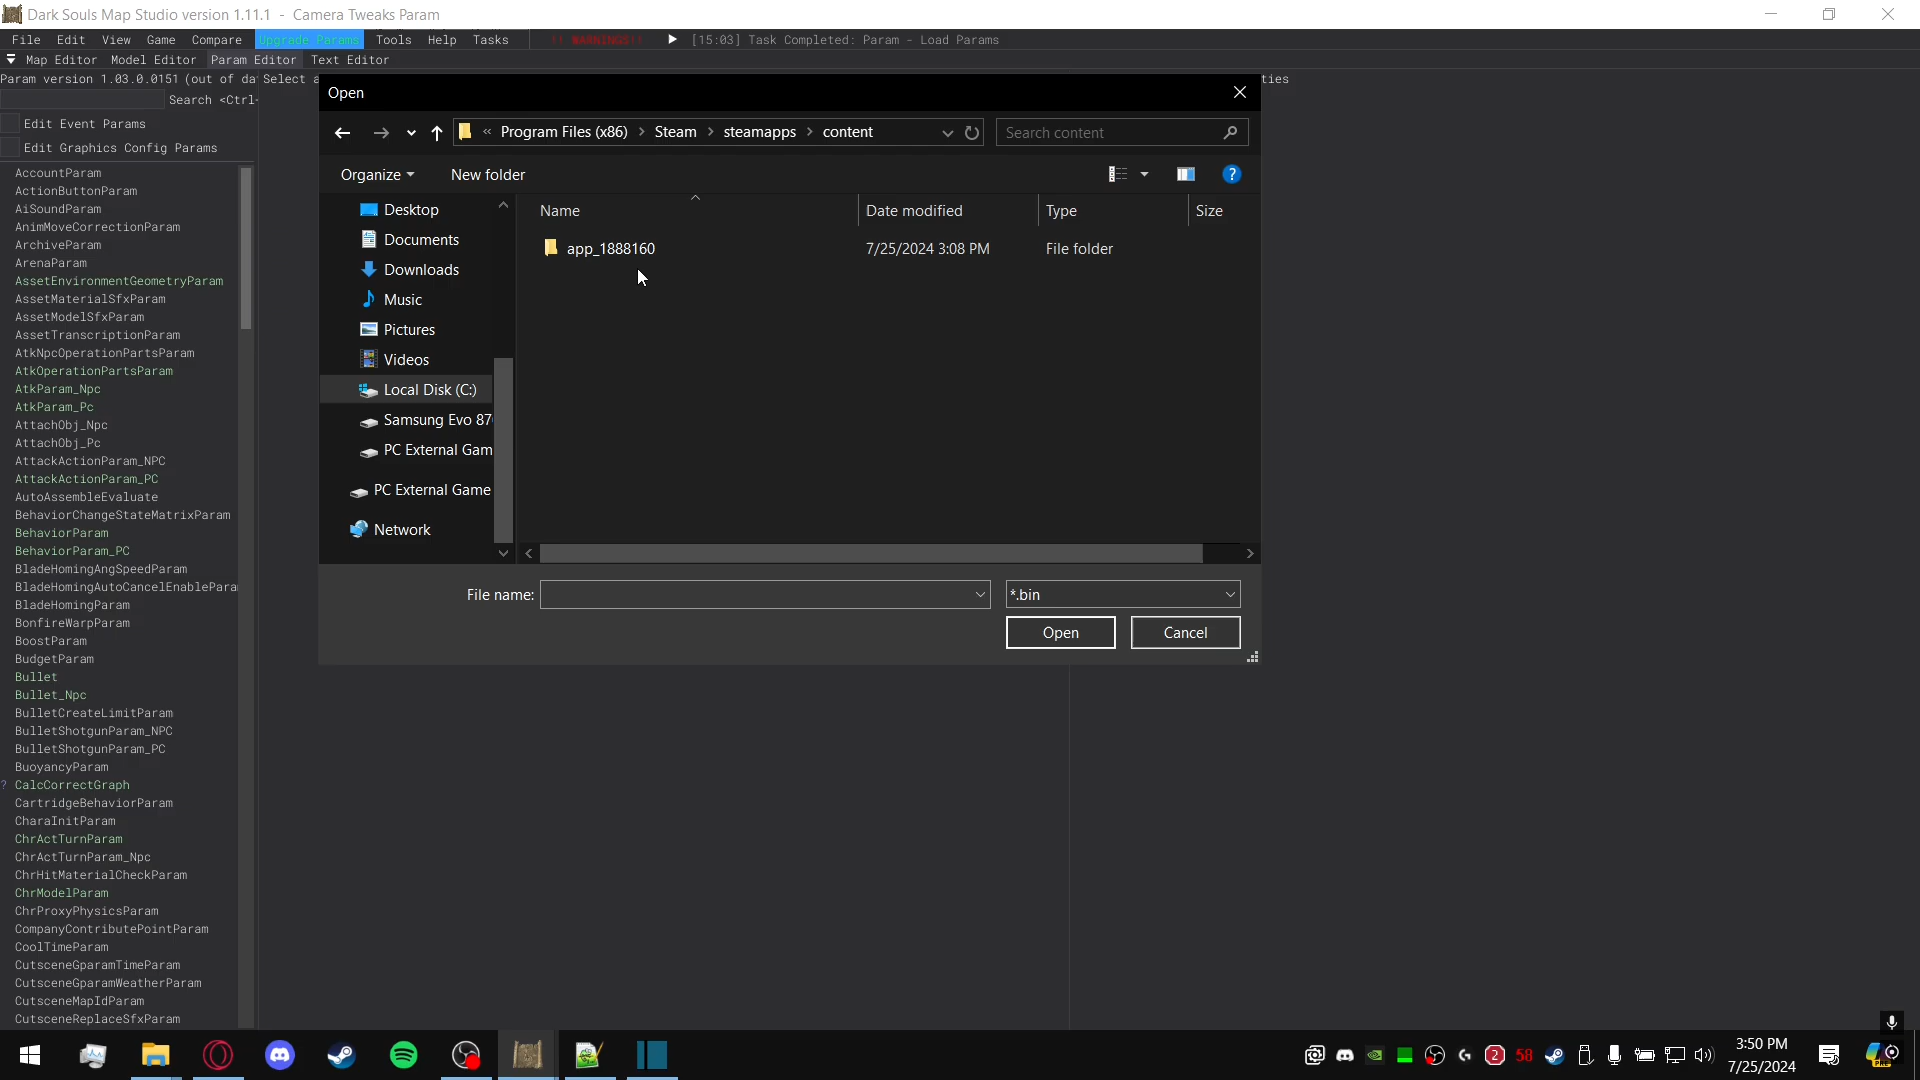 Dark Souls Map Studio version 1.11.1 - Camera Tweaks Param
File Edit View Game Compare Upgrade Params Tools Help Tasks !! WARNINGS!! [15:03] Task Completed: Param - Load Params
Map Editor Model Editor Param Editor Text Editor
Param version 1.03.0.0151 (out of da Select a ties
Search <Ctrl-
Edit Event Params
Edit Graphics Config Params
AccountParam
ActionButtonParam
AiSoundParam
AnimMoveCorrectionParam
ArchiveParam
ArenaParam
AssetEnvironmentGeometryParam
AssetMaterialSfxParam
AssetModelSfxParam
AssetTranscriptionParam
AtkNpcOperationPartsParam
AtkOperationPartsParam
AtkParam_Npc
AtkParam_Pc
AttachObj_Npc
AttachObj_Pc
AttackActionParam_NPC
AttackActionParam_PC
AutoAssembleEvaluate
BehaviorChangeStateMatrixParam
BehaviorParam
BehaviorParam_PC
BladeHomingAngSpeedParam
BladeHomingAutoCancelEnablePara
BladeHomingParam
BonfireWarpParam
BoostParam
BudgetParam
Bullet
Bullet_Npc
BulletCreateLimitParam
BulletShotgunParam_NPC
BulletShotgunParam_PC
BuoyancyParam
? CalcCorrectGraph
CartridgeBehaviorParam
CharaInitParam
ChrActTurnParam
ChrActTurnParam_Npc
ChrHitMaterialCheckParam
ChrModelParam
ChrProxyPhysicsParam
CompanyContributePointParam
CoolTimeParam
CutsceneGparamTimeParam
CutsceneGparamWeatherParam
CutsceneMapIdParam
CutsceneReplaceSfxParam
Open
« Program Files (x86) > Steam > steamapps > content
Search content
Organize New folder
?
Desktop
Documents
Downloads
Music
Pictures
Videos
Local Disk (C:)
Samsung Evo 87
PC External Gam
PC External Game
Network
Name Date modified Type Size
app_1888160 7/25/2024 3:08 PM File folder
File name: *.bin
Open Cancel
2 58
3:50 PM
7/25/2024
PRE